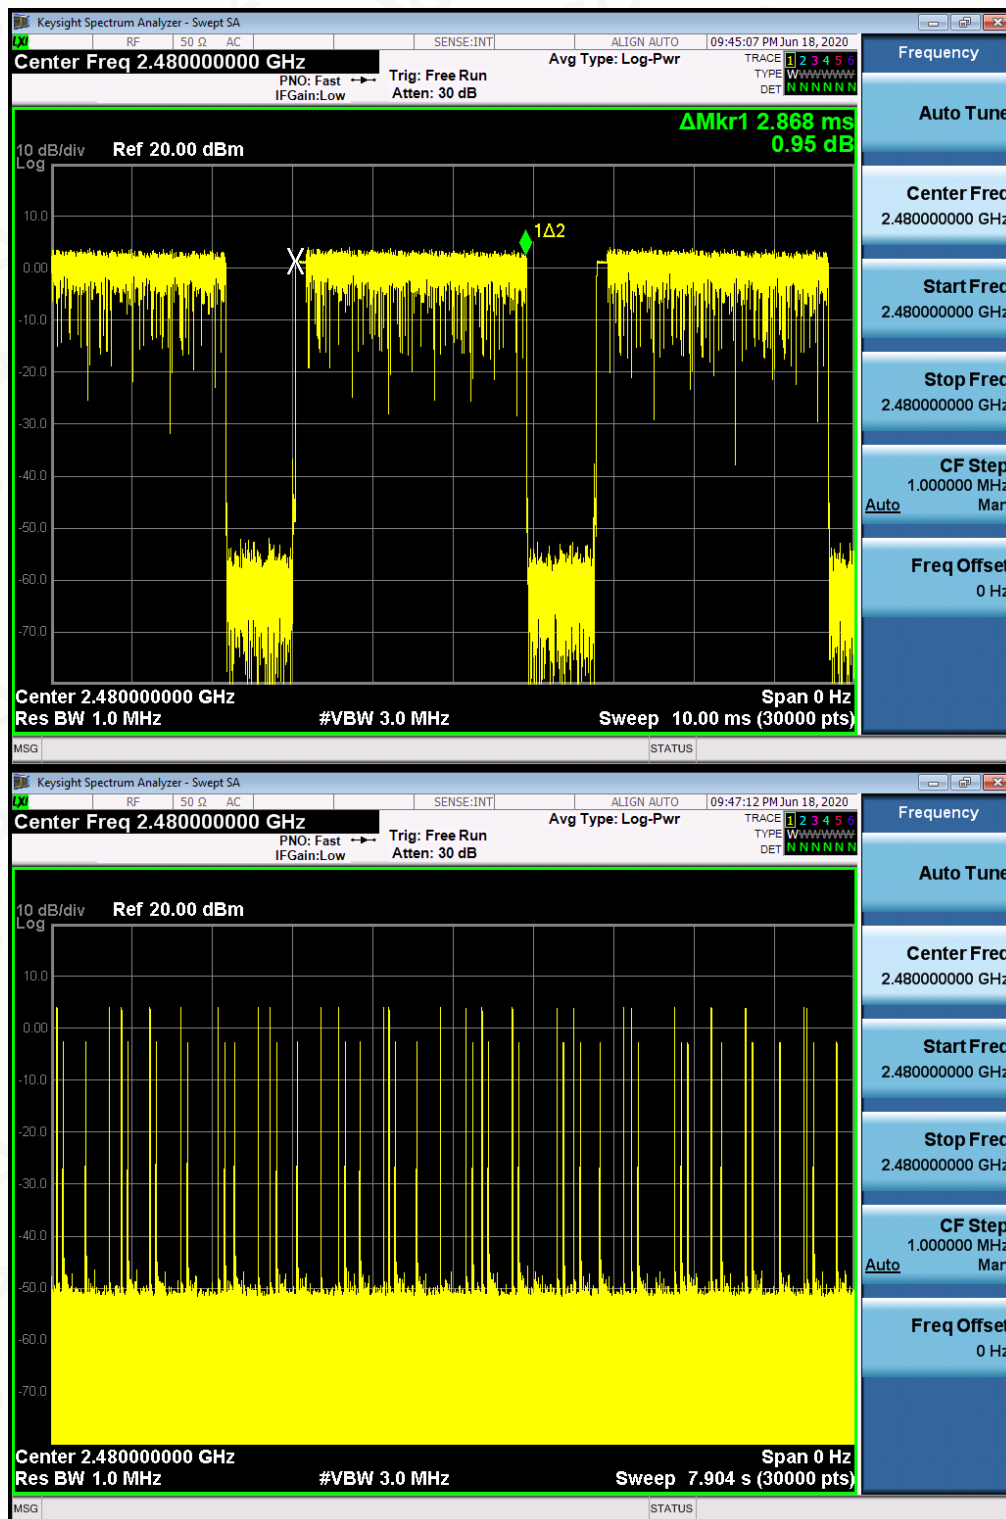 Keysight Spectrum Analyzer - Swept SA
LXI RF 50 Ω AC SENSE:INT ALIGN AUTO 09:45:07 PM Jun 18, 2020
Center Freq 2.480000000 GHz
PNO: Fast
IFGain:Low
Trig: Free Run
Atten: 30 dB
Avg Type: Log-Pwr
TRACE 1 2 3 4 5 6
TYPE WWWWWW
DET N N N N N N
ΔMkr1 2.868 ms
0.95 dB
10 dB/div Ref 20.00 dBm
Log
10.0
0.00
-10.0
-20.0
-30.0
-40.0
-50.0
-60.0
-70.0
1Δ2
Center 2.480000000 GHz Span 0 Hz
Res BW 1.0 MHz #VBW 3.0 MHz Sweep 10.00 ms (30000 pts)
MSG STATUS
Frequency
Auto Tune
Center Freq
2.480000000 GHz
Start Freq
2.480000000 GHz
Stop Freq
2.480000000 GHz
CF Step
1.000000 MHz
Auto Man
Freq Offset
0 Hz
Keysight Spectrum Analyzer - Swept SA
LXI RF 50 Ω AC SENSE:INT ALIGN AUTO 09:47:12 PM Jun 18, 2020
Center Freq 2.480000000 GHz
PNO: Fast
IFGain:Low
Trig: Free Run
Atten: 30 dB
Avg Type: Log-Pwr
TRACE 1 2 3 4 5 6
TYPE WWWWWW
DET N N N N N N
10 dB/div Ref 20.00 dBm
Log
10.0
0.00
-10.0
-20.0
-30.0
-40.0
-50.0
-60.0
-70.0
Center 2.480000000 GHz Span 0 Hz
Res BW 1.0 MHz #VBW 3.0 MHz Sweep 7.904 s (30000 pts)
MSG STATUS
Frequency
Auto Tune
Center Freq
2.480000000 GHz
Start Freq
2.480000000 GHz
Stop Freq
2.480000000 GHz
CF Step
1.000000 MHz
Auto Man
Freq Offset
0 Hz